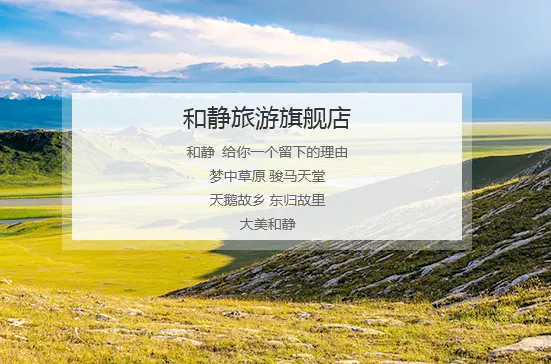 和静旅游旗舰店
和静 给你一个留下的理由
梦中草原 骏马天堂
天鹅故乡 东归故里
大美和静